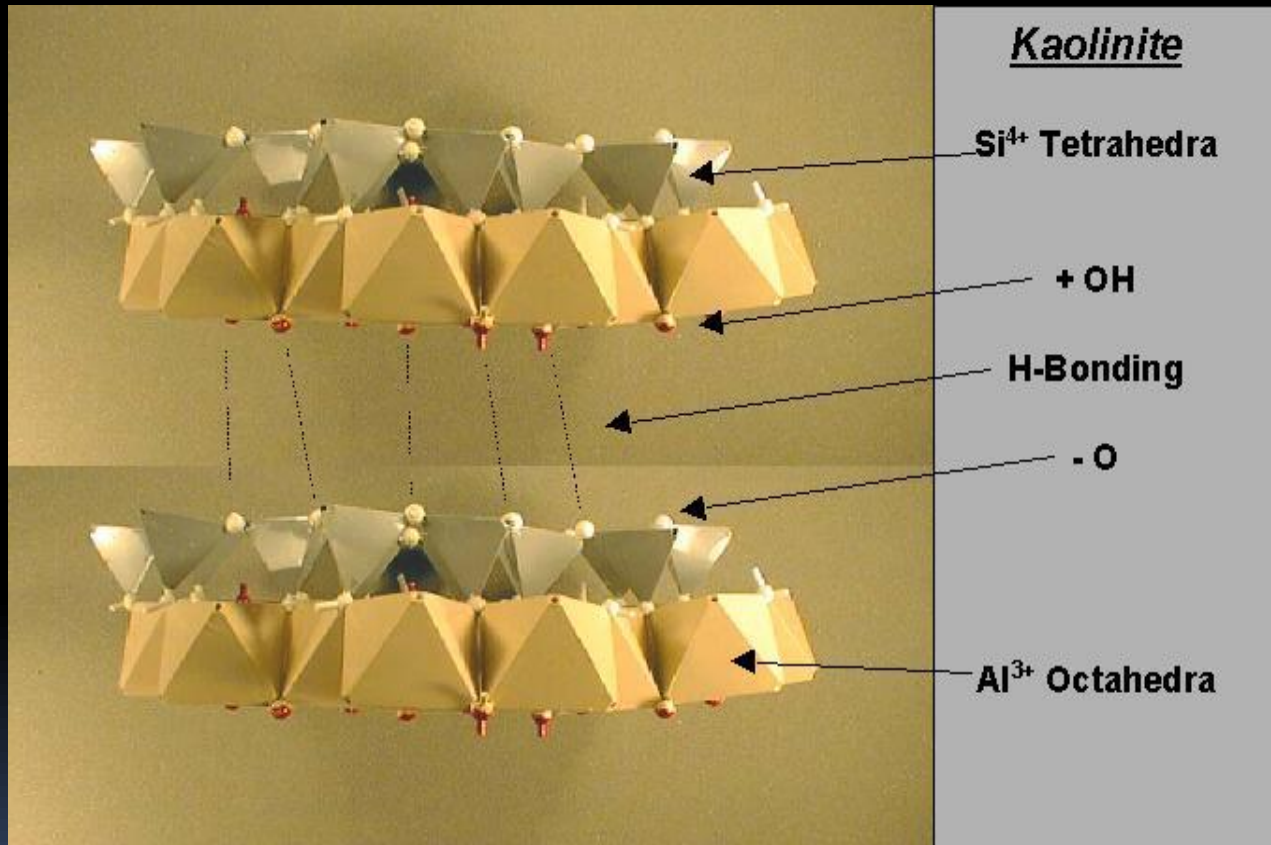 Kaolinite
Si⁴⁺ Tetrahedra
+ OH
H-Bonding
- O
Al³⁺ Octahedra